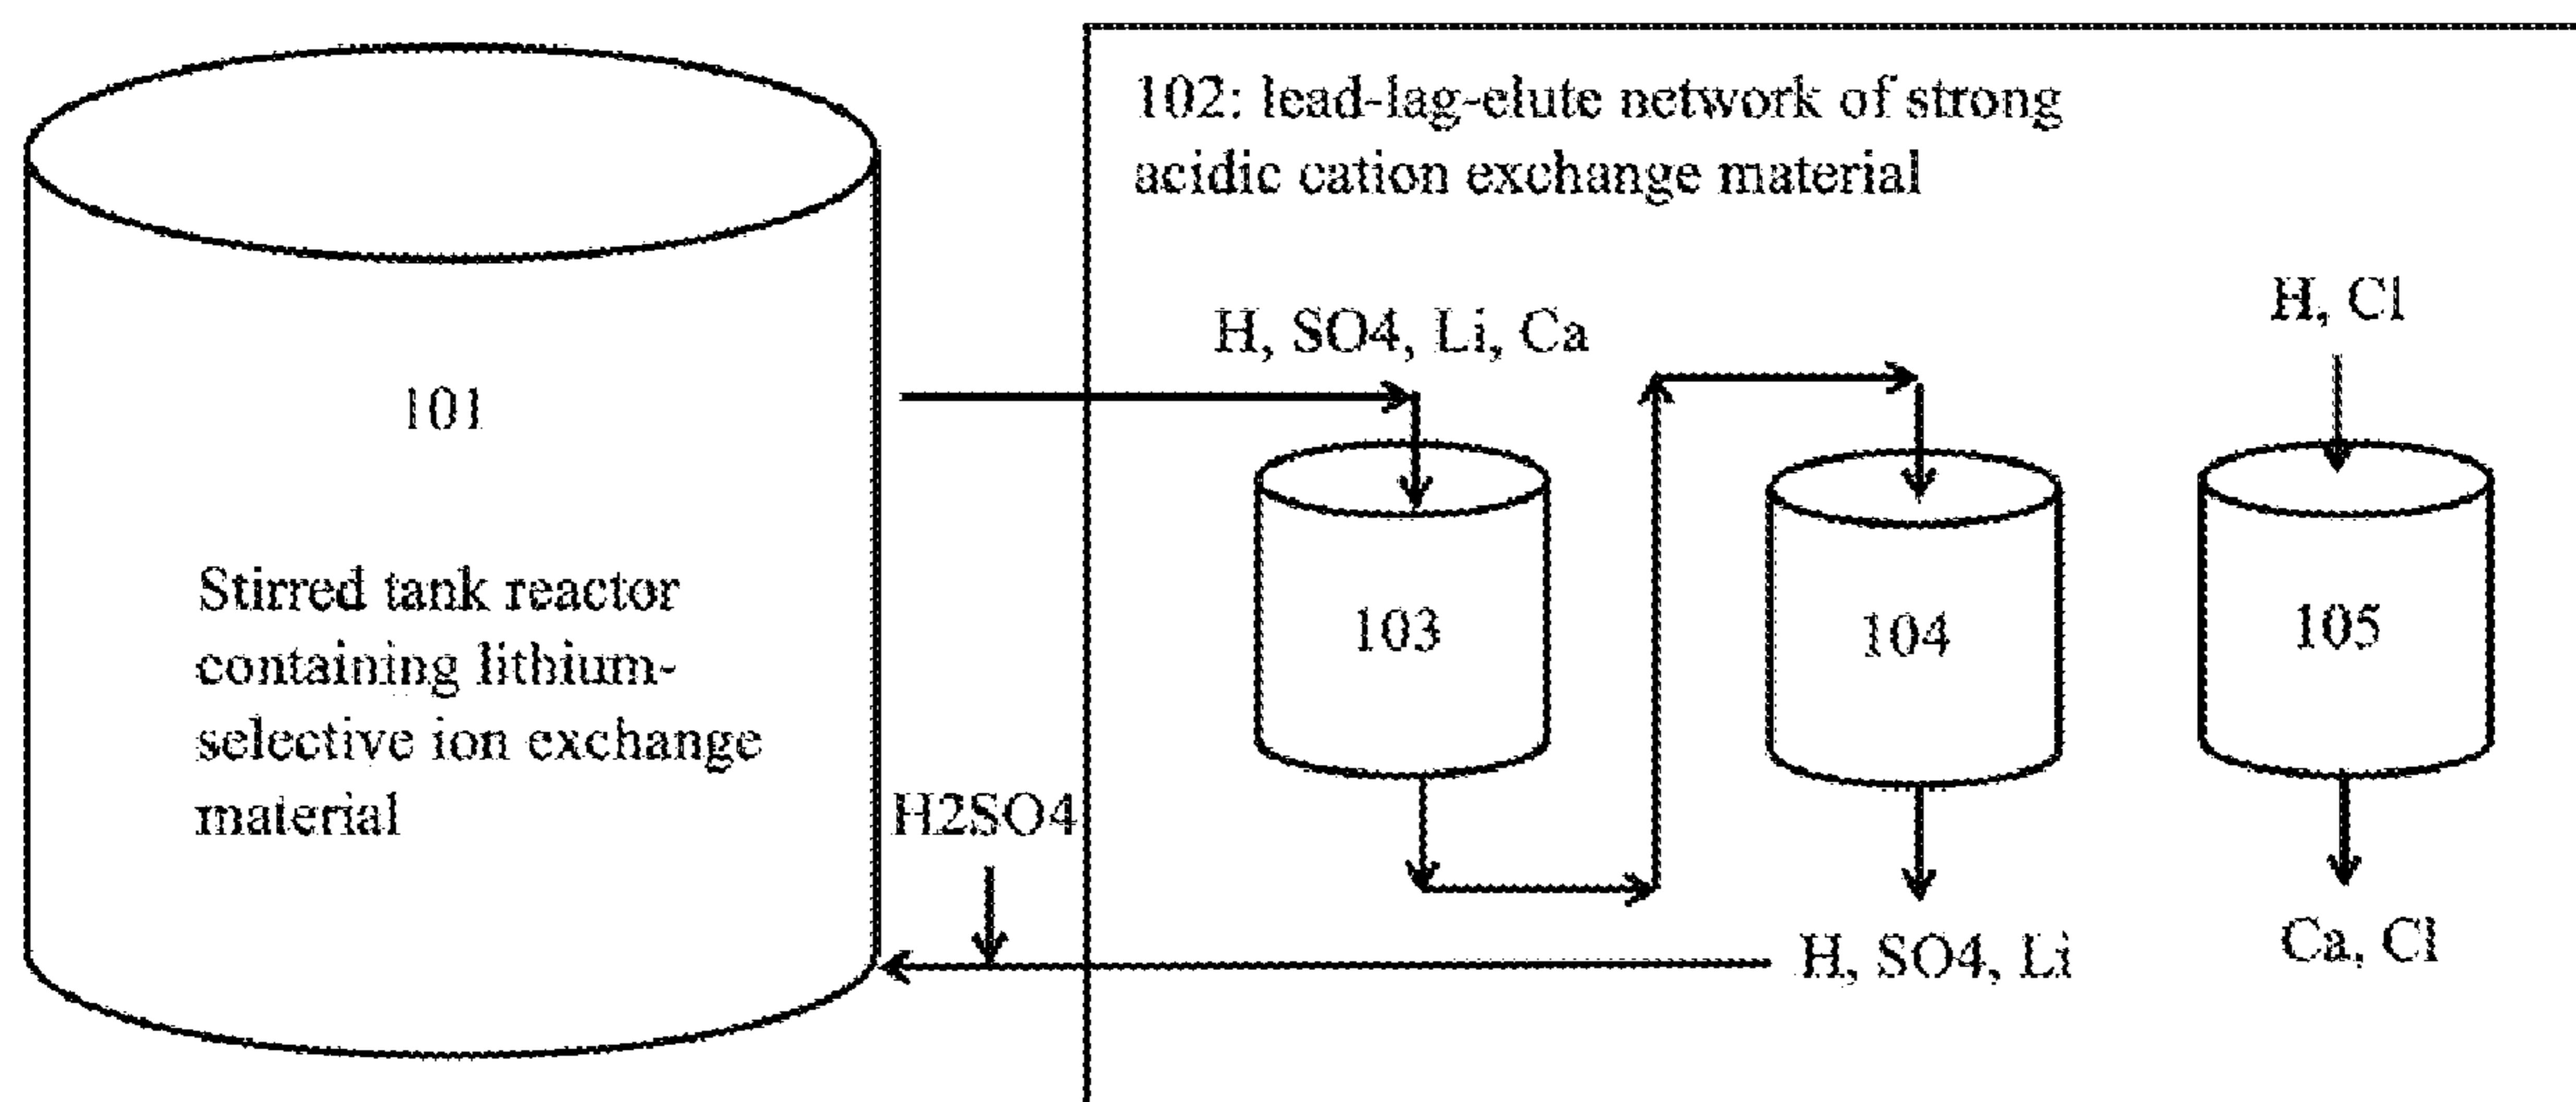 102: lead-lag-elute network of strong
acidic cation exchange material
H, SO4, Li, Ca
H, Cl
101
Stirred tank reactor
containing lithium-
selective ion exchange
material
H2SO4
103
104
105
H, SO4, Li
Ca, Cl